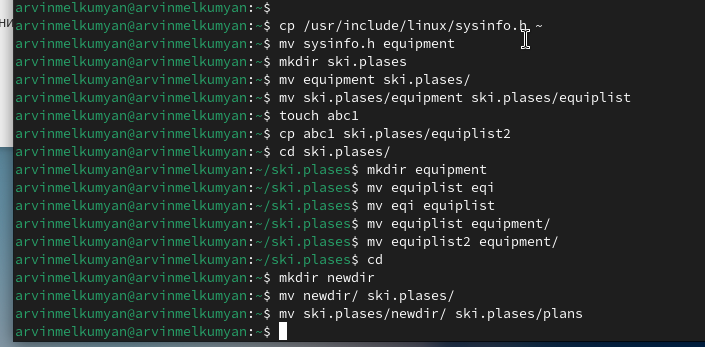 ни
arvinmelkumyan@arvinmelkumyan:~$
arvinmelkumyan@arvinmelkumyan:~$ cp /usr/include/linux/sysinfo.h ~
arvinmelkumyan@arvinmelkumyan:~$ mv sysinfo.h equipment
arvinmelkumyan@arvinmelkumyan:~$ mkdir ski.plases
arvinmelkumyan@arvinmelkumyan:~$ mv equipment ski.plases/
arvinmelkumyan@arvinmelkumyan:~$ mv ski.plases/equipment ski.plases/equiplist
arvinmelkumyan@arvinmelkumyan:~$ touch abc1
arvinmelkumyan@arvinmelkumyan:~$ cp abc1 ski.plases/equiplist2
arvinmelkumyan@arvinmelkumyan:~$ cd ski.plases/
arvinmelkumyan@arvinmelkumyan:~/ski.plases$ mkdir equipment
arvinmelkumyan@arvinmelkumyan:~/ski.plases$ mv equiplist eqi
arvinmelkumyan@arvinmelkumyan:~/ski.plases$ mv eqi equiplist
arvinmelkumyan@arvinmelkumyan:~/ski.plases$ mv equiplist equipment/
arvinmelkumyan@arvinmelkumyan:~/ski.plases$ mv equiplist2 equipment/
arvinmelkumyan@arvinmelkumyan:~/ski.plases$ cd
arvinmelkumyan@arvinmelkumyan:~$ mkdir newdir
arvinmelkumyan@arvinmelkumyan:~$ mv newdir/ ski.plases/
arvinmelkumyan@arvinmelkumyan:~$ mv ski.plases/newdir/ ski.plases/plans
arvinmelkumyan@arvinmelkumyan:~$